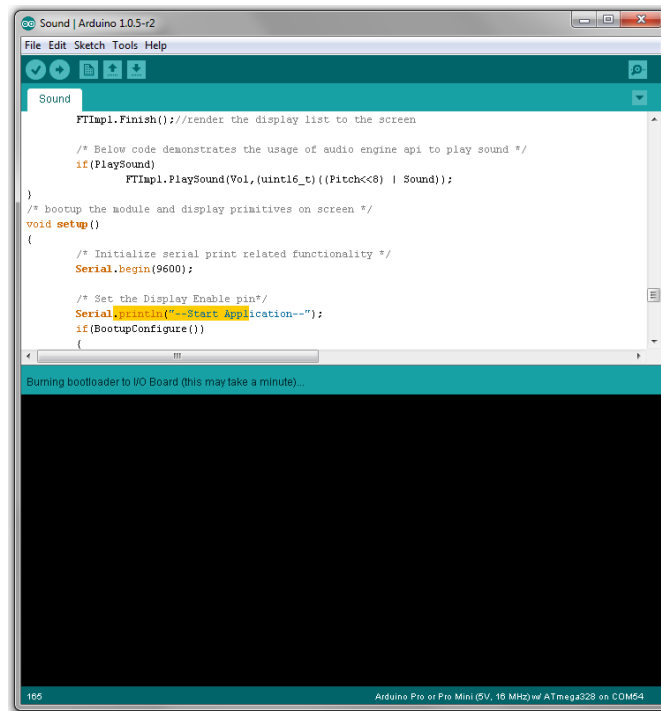 Sound | Arduino 1.0.5-r2
File Edit Sketch Tools Help
Sound
FTImpl.Finish();//render the display list to the screen
/* Below code demonstrates the usage of audio engine api to play sound */
if(PlaySound)
FTImpl.PlaySound(Vol,(uint16_t)((Pitch<<8) | Sound));
}
/* bootup the module and display primitives on screen */
void setup()
{
/* Initialize serial print related functionality */
Serial.begin(9600);
/* Set the Display Enable pin*/
Serial.println("--Start Application--");
if(BootupConfigure())
{
Burning bootloader to I/O Board (this may take a minute)...
165
Arduino Pro or Pro Mini (5V, 16 MHz) w/ ATmega328 on COM54